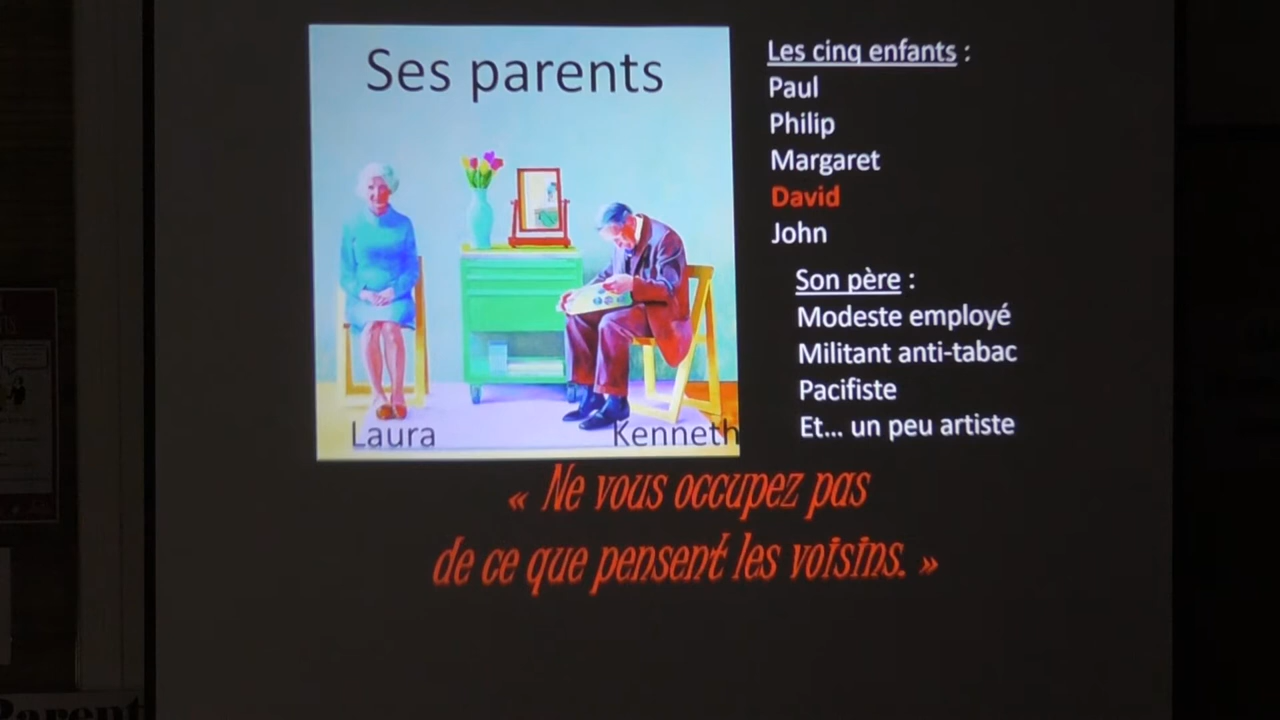 Ses parents
Laura
Kenneth
Les cinq enfants :
Paul
Philip
Margaret
David
John
Son père :
Modeste employé
Militant anti-tabac
Pacifiste
Et... un peu artiste
« Ne vous occupez pas
de ce que pensent les voisins. »
Parent